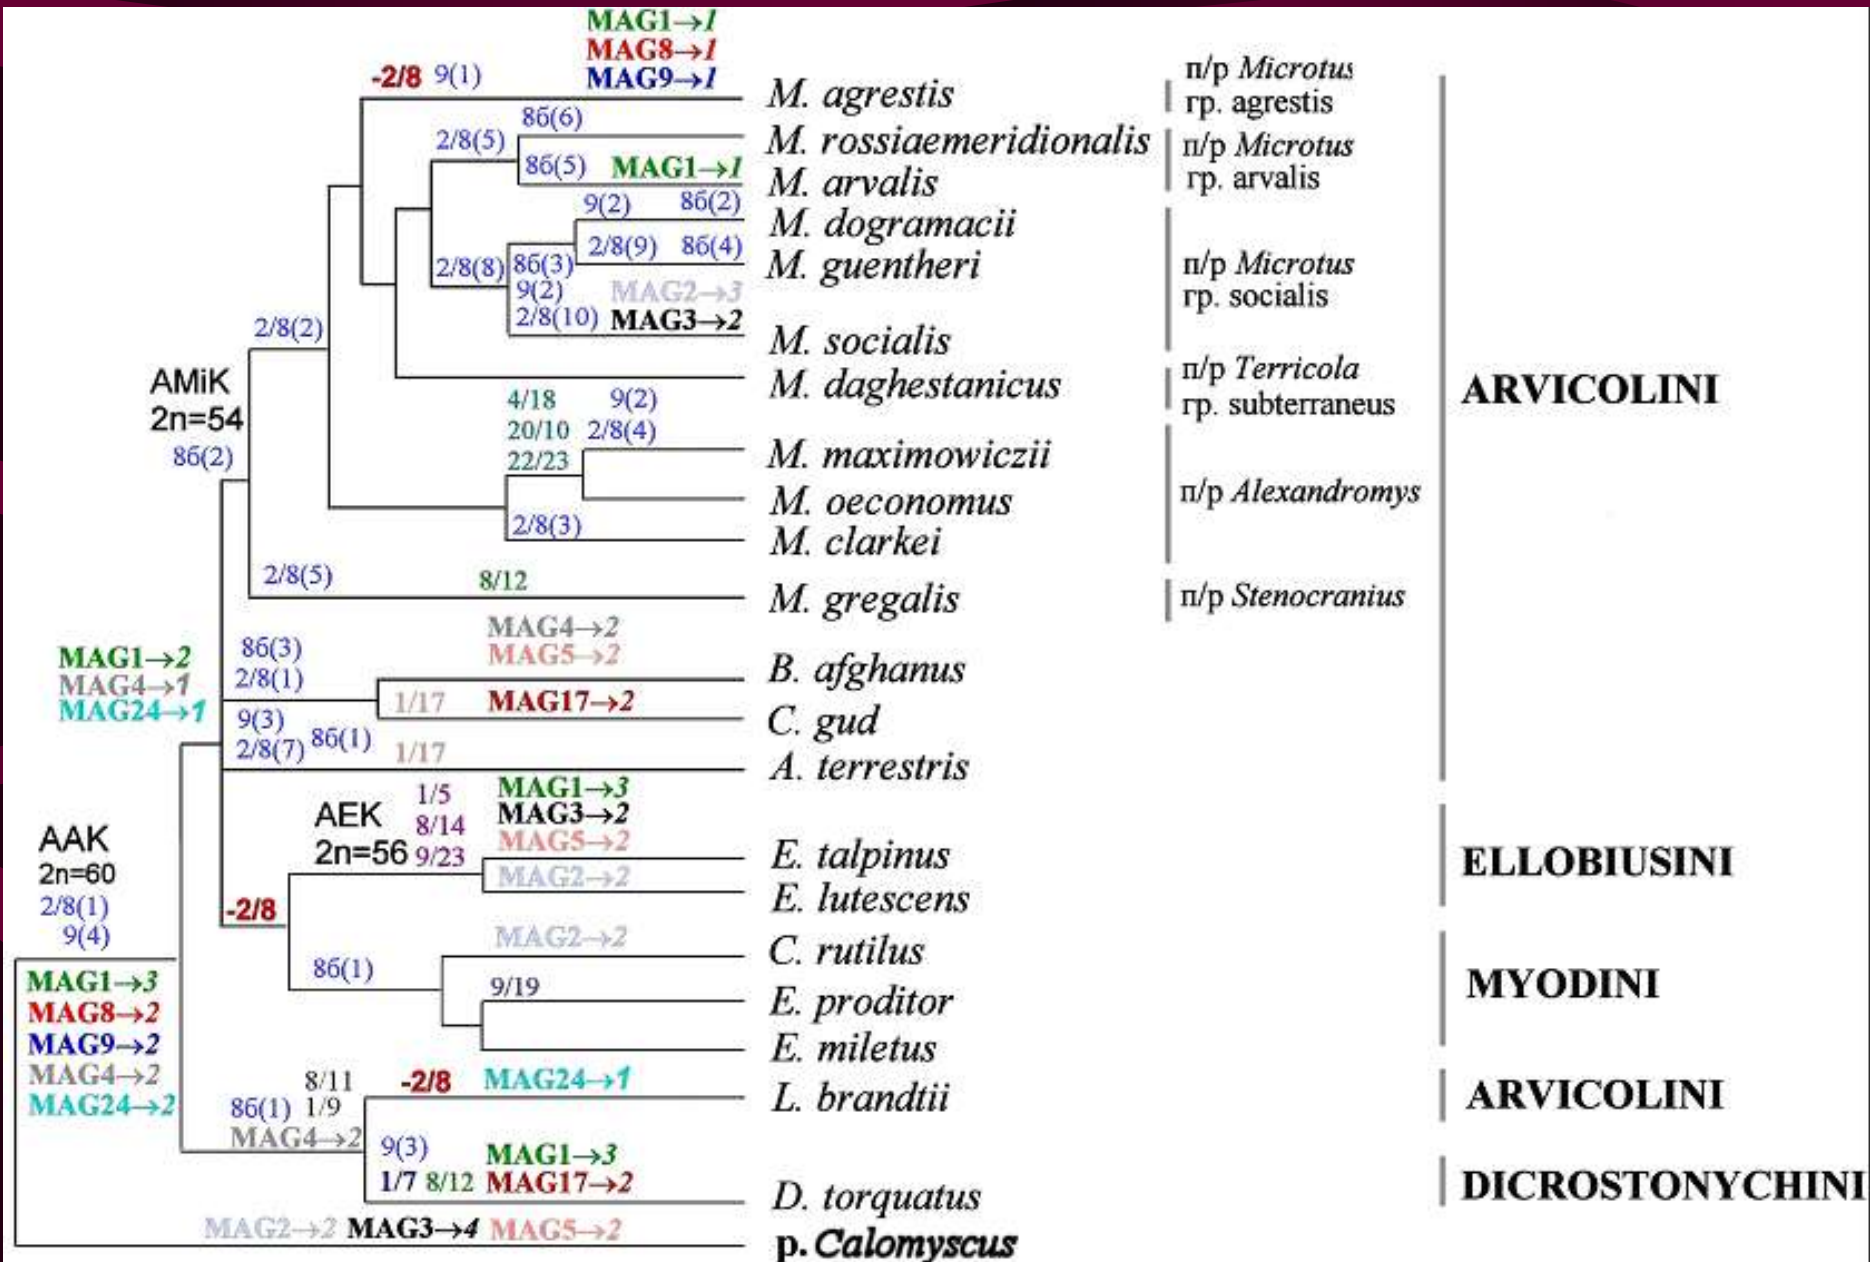 MAG1→1
MAG8→1
-2/8 9(1) MAG9→1
M. agrestis
п/р Microtus
гр. agrestis
8б(6)
2/8(5)
M. rossiaemeridionalis
п/р Microtus
гр. arvalis
8б(5) MAG1→1
M. arvalis
9(2) 8б(2)
M. dogramacii
2/8(9) 8б(4)
M. guentheri
п/р Microtus
гр. socialis
2/8(8) 8б(3)
9(2) MAG2→3
2/8(10) MAG3→2
M. socialis
2/8(2)
M. daghestanicus
п/р Terricola
гр. subterraneus
ARVICOLINI
AMiK
2n=54
8б(2)
4/18 9(2)
20/10 2/8(4)
22/23
M. maximowiczii
M. oeconomus
п/р Alexandromys
2/8(3)
M. clarkei
2/8(5) 8/12
M. gregalis
п/р Stenocranius
MAG1→2
MAG4→1
MAG24→1
8б(3)
2/8(1)
MAG4→2
MAG5→2
B. afghanus
1/17 MAG17→2
C. gud
9(3)
2/8(7) 8б(1) 1/17
A. terrestris
AEK
2n=56
1/5
8/14
9/23
MAG1→3
MAG3→2
MAG5→2
E. talpinus
MAG2→2
E. lutescens
ELLOBIUSINI
AAK
2n=60
2/8(1)
9(4)
-2/8
MAG2→2
C. rutilus
8б(1)
9/19
E. proditor
E. miletus
MYODINI
MAG1→3
MAG8→2
MAG9→2
MAG4→2
MAG24→2
8/11
8б(1) 1/9
MAG4→2
-2/8 MAG24→1
L. brandtii
ARVICOLINI
9(3) MAG1→3
1/7 8/12 MAG17→2
D. torquatus
DICROSTONYCHINI
MAG2→2 MAG3→4 MAG5→2
p. Calomyscus